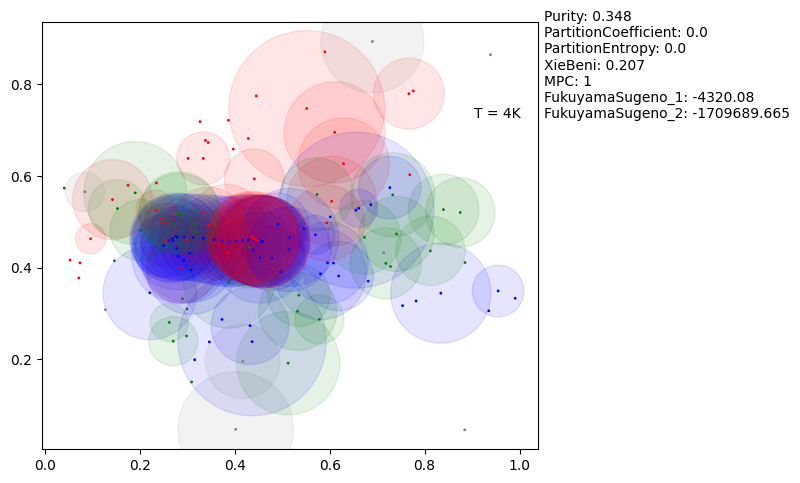 Purity: 0.348
PartitionCoefficient: 0.0
PartitionEntropy: 0.0
XieBeni: 0.207
MPC: 1
FukuyamaSugeno_1: -4320.08
FukuyamaSugeno_2: -1709689.665
T = 4K
0.8
0.6
0.4
0.2
0.0 0.2 0.4 0.6 0.8 1.0